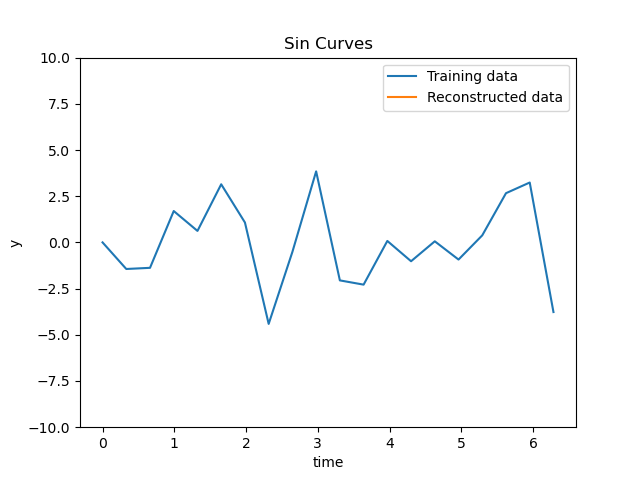 Sin Curves
10.0
7.5
5.0
2.5
0.0
−2.5
−5.0
−7.5
−10.0
y
Training data
Reconstructed data
0 1 2 3 4 5 6
time